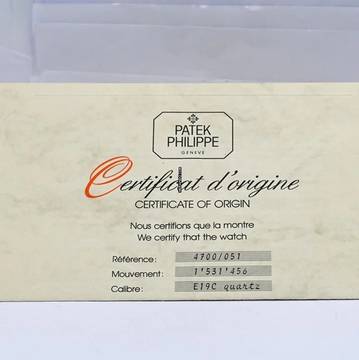 PATEK
PHILIPPE
GENEVE
Certificat d'origine
CERTIFICATE OF ORIGIN
Nous certifions que la montre
We certify that the watch
Référence: 4700/051
Mouvement: 1'531'456
Calibre: E19C quartz